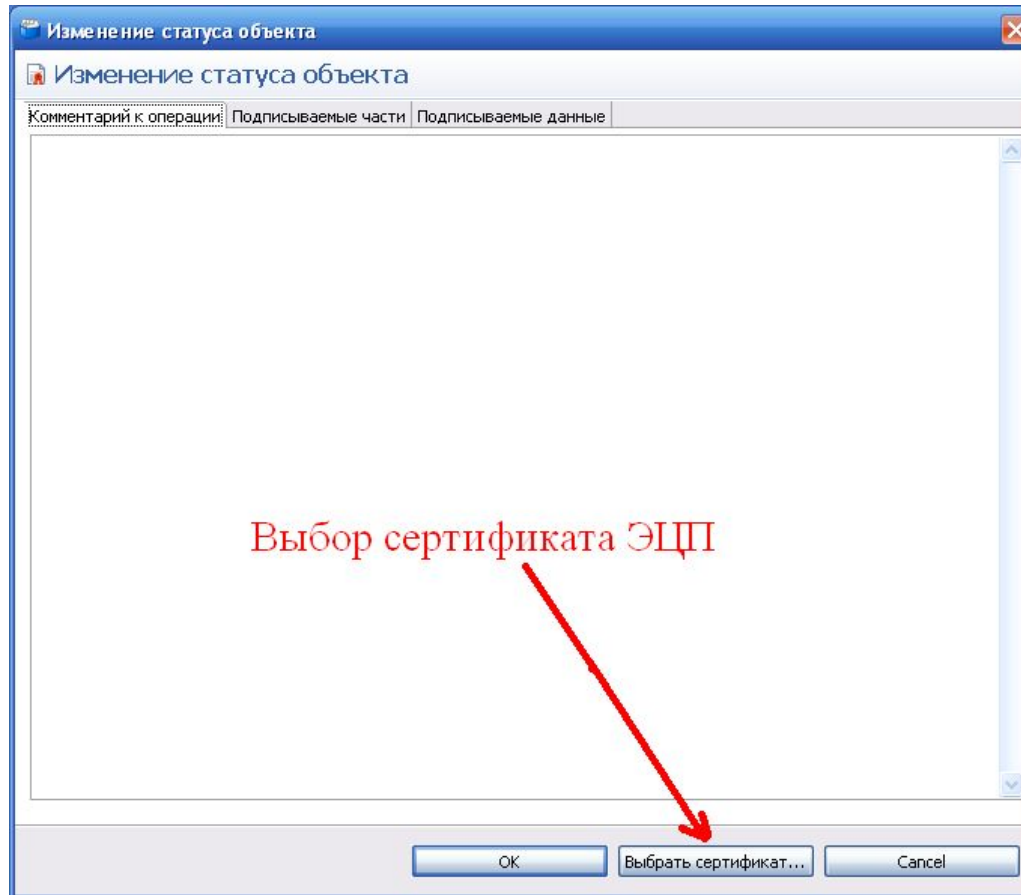 Изменение статуса объекта
Изменение статуса объекта
Комментарий к операции Подписываемые части Подписываемые данные
Выбор сертификата ЭЦП
OK Выбрать сертификат... Cancel